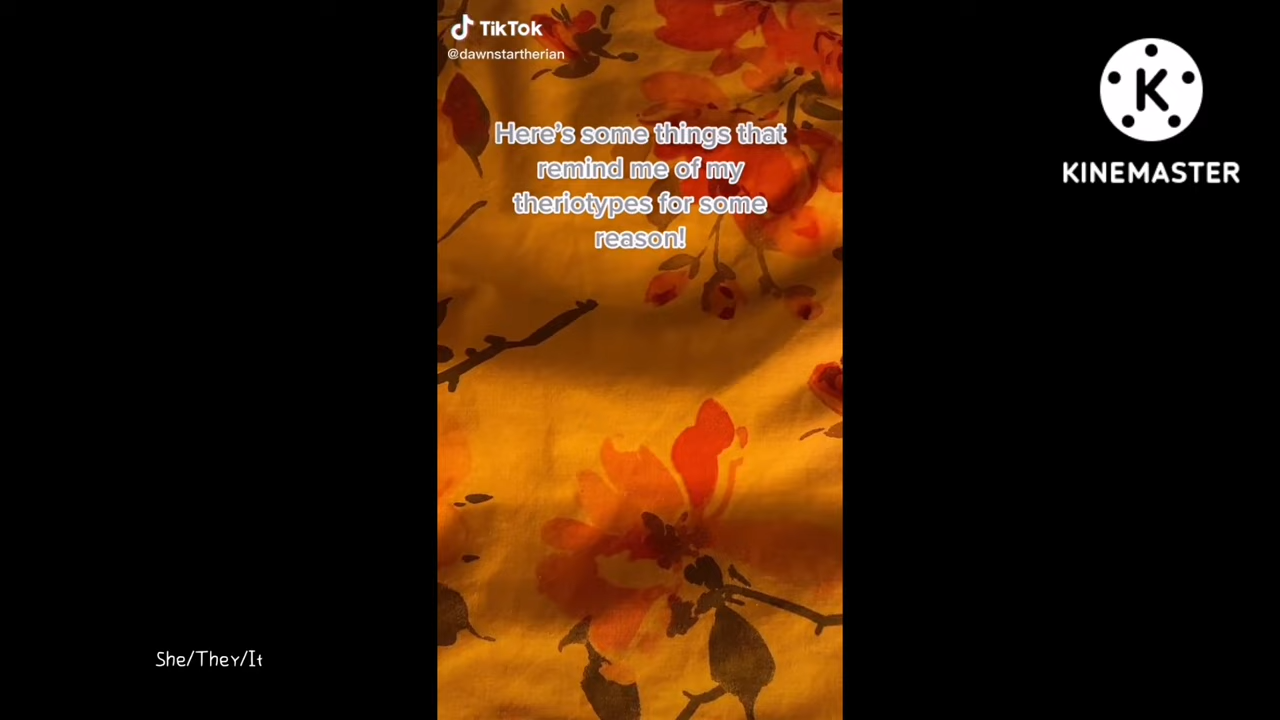 TikTok
@dawnstartherian
Here's some things that
remind me of my
theriotypes for some
reason!
K
KINEMASTER
She/They/It